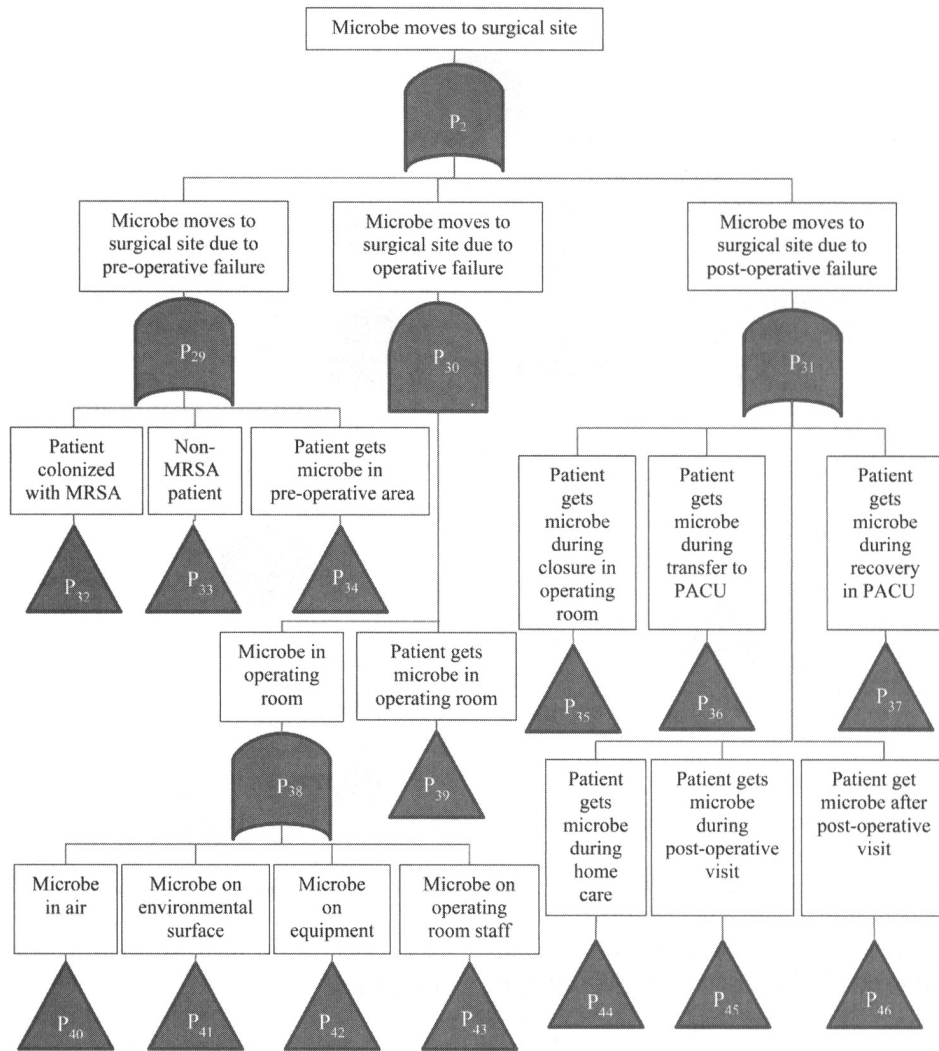 Microbe moves to surgical site
P2
Microbe moves to
surgical site due to
pre-operative failure
Microbe moves to
surgical site due to
operative failure
Microbe moves to
surgical site due to
post-operative failure
P29
P30
P31
Patient
colonized
with MRSA
Non-
MRSA
patient
Patient gets
microbe in
pre-operative area
P32
P33
P34
Patient
gets
microbe
during
closure in
operating
room
Patient
gets
microbe
during
transfer to
PACU
Patient
gets
microbe
during
recovery
in PACU
P35
P36
P37
Microbe in
operating
room
Patient gets
microbe in
operating room
P38
P39
Microbe
in air
Microbe on
environmental
surface
Microbe
on
equipment
Microbe on
operating
room staff
P40
P41
P42
P43
Patient
gets
microbe
during
home
care
Patient gets
microbe
during
post-operative
visit
Patient get
microbe after
post-operative
visit
P44
P45
P46